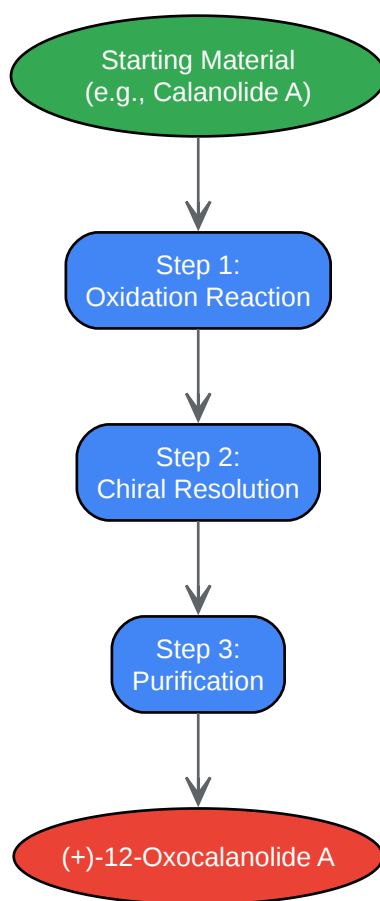 Starting Material
(e.g., Calanolide A)
Step 1:
Oxidation Reaction
Step 2:
Chiral Resolution
Step 3:
Purification
(+)-12-Oxocalanolide A